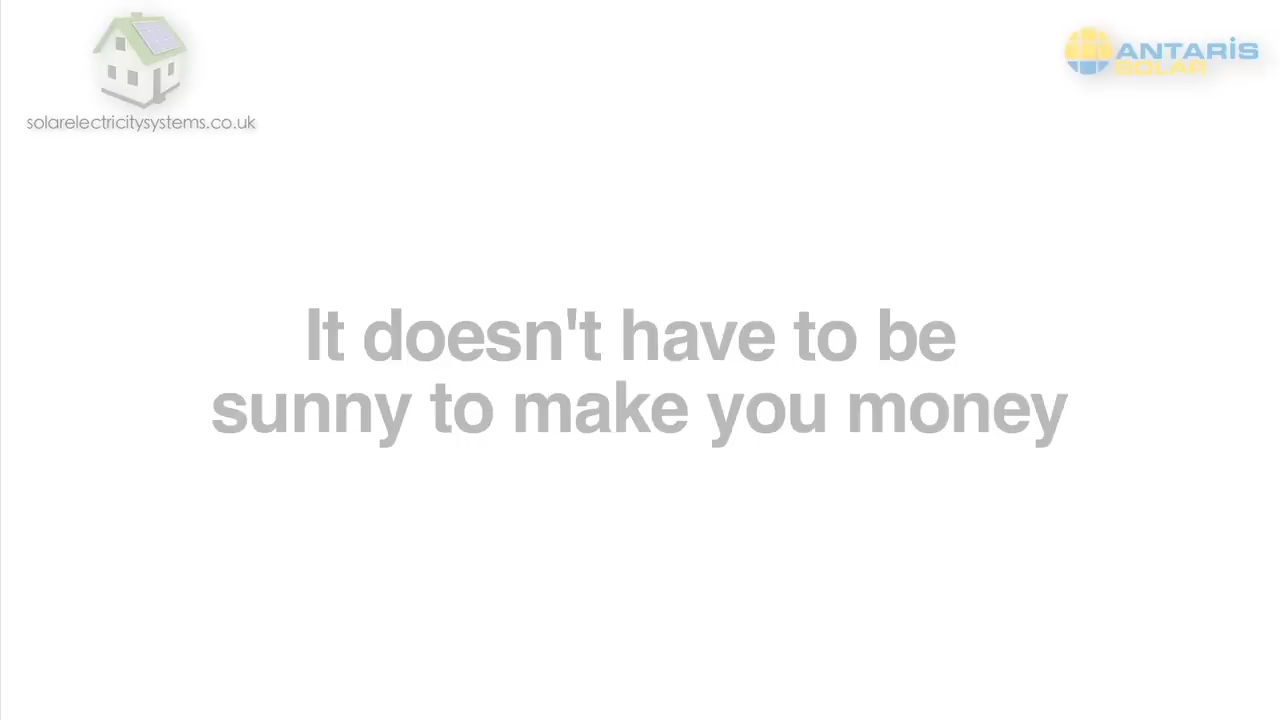 solarelectricitysystems.co.uk
ANTARIS
SOLAR
It doesn't have to be
sunny to make you money